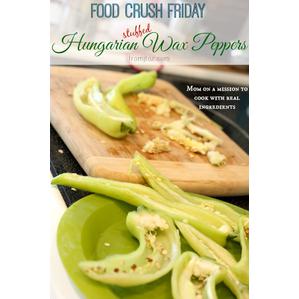 FOOD CRUSH FRIDAY
stuffed
Hungarian Wax Peppers
Mom on a mission to
cook with real
ingredients